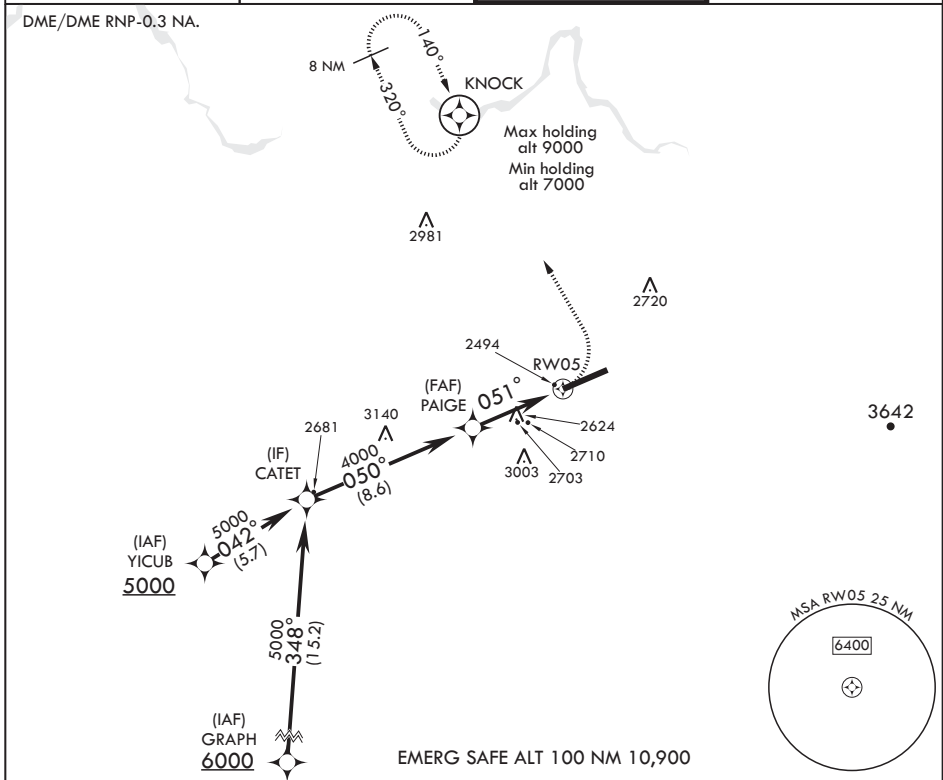 DME/DME RNP-0.3 NA.
8 NM
140°
320°
KNOCK
Max holding
alt 9000
Min holding
alt 7000
2981
2720
2494
RW05
(FAF)
PAIGE
051°
3642
3140
2681
2624
2710
2703
3003
(IF)
CATET
4000
050°
(8.6)
5000
042°
(5.7)
(IAF)
YICUB
5000
5000
348°
(15.2)
MSA RW05 25 NM
6400
(IAF)
GRAPH
6000
EMERG SAFE ALT 100 NM 10,900